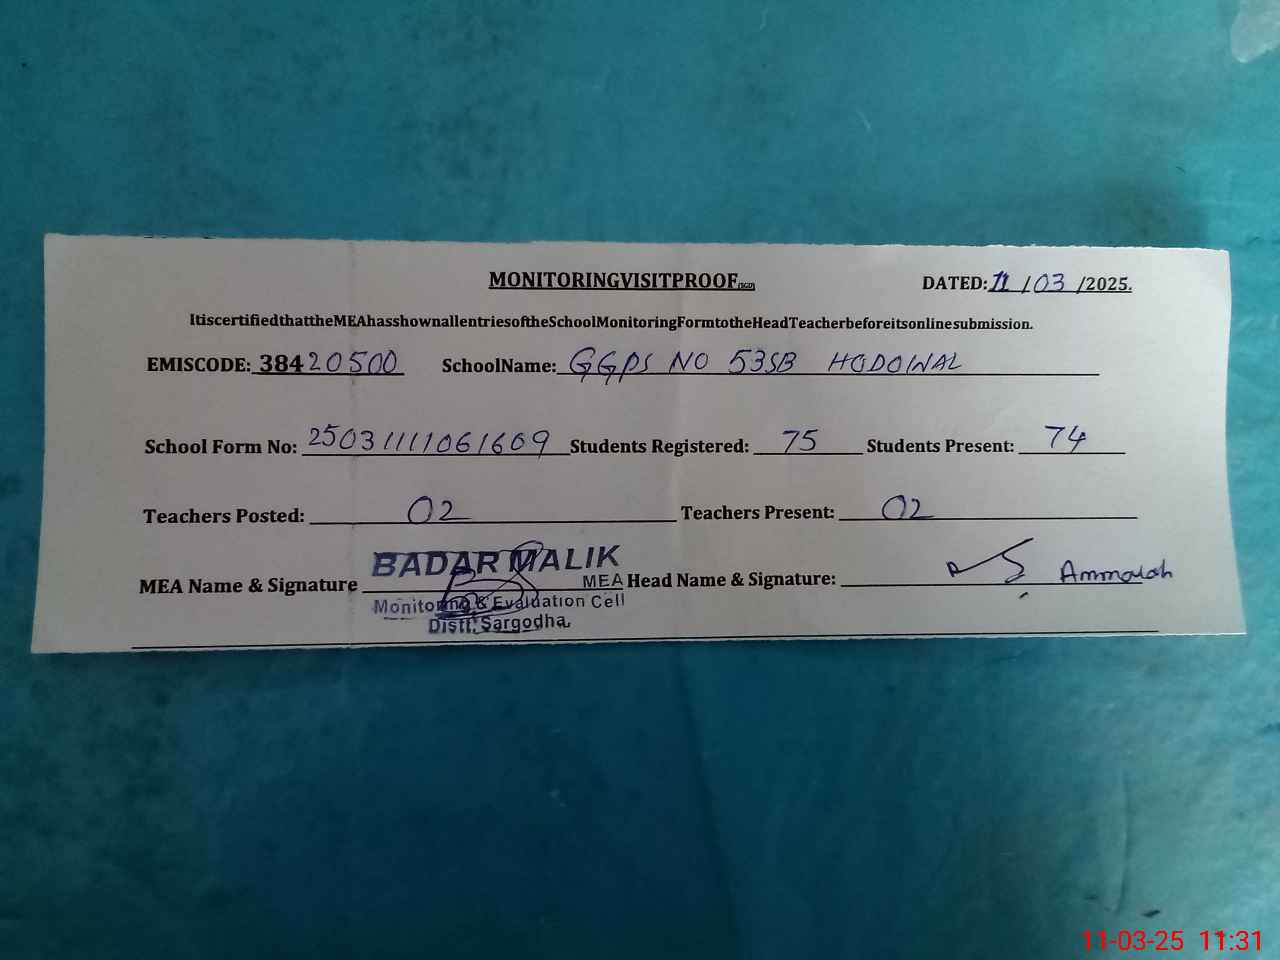 MONITORINGVISITPROOF(SGD) DATED: 11/03/2025.
ItiscertifiedthattheMEAhasshownallentriesoftheSchoolMonitoringFormtotheHeadTeacherbeforeitsonlinesubmission.
EMISCODE: 38420500 SchoolName: GGPS NO 53SB HODOWAL
School Form No: 25031111061609 Students Registered: 75 Students Present: 74
Teachers Posted: 02 Teachers Present: 02
MEA Name & Signature BADAR MALIK Head Name & Signature: Ammarah
MEA
Monitoring & Evaluation Cell
Distt; Sargodha.
11-03-25 11:31